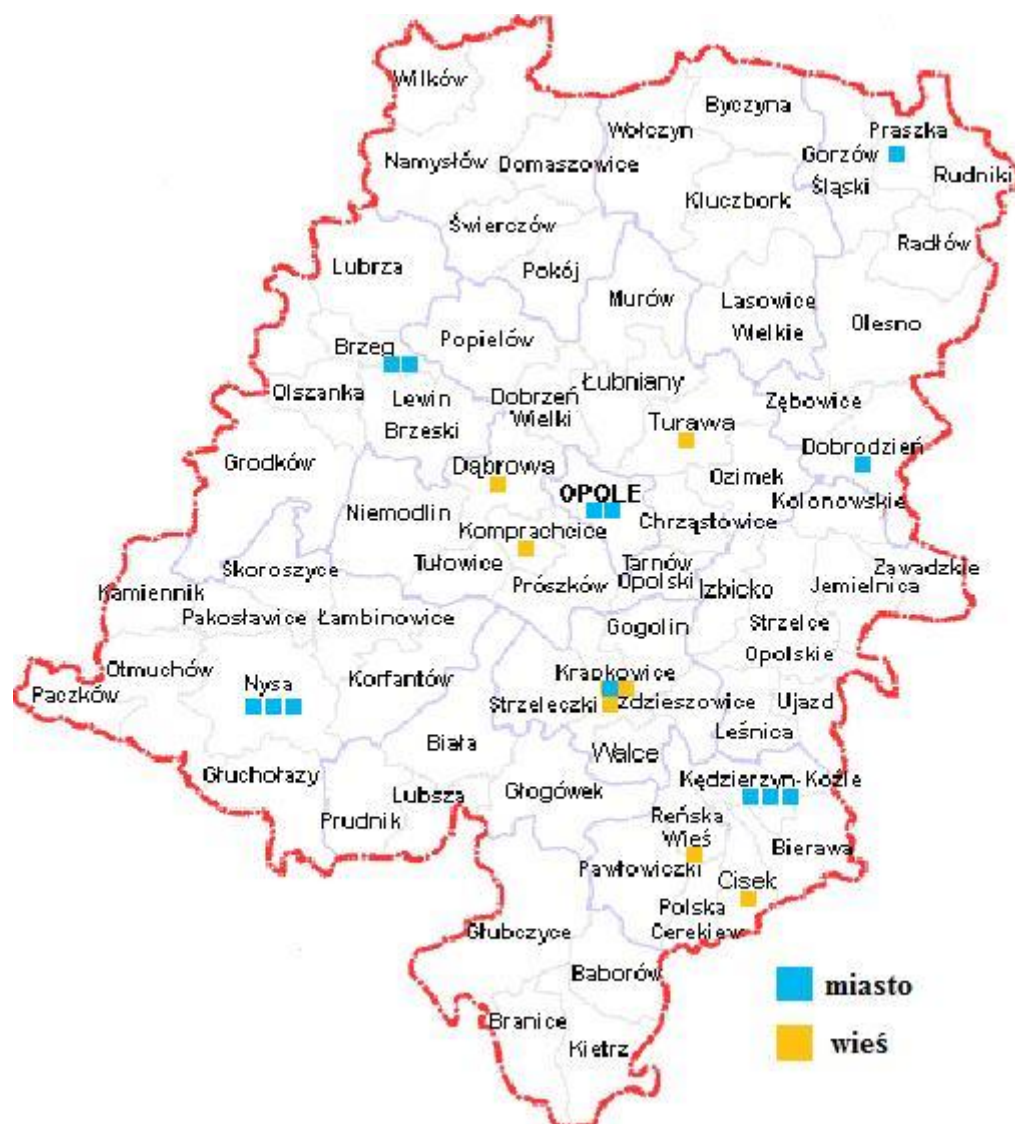 Wilków
Byczyna
Wołczyn
Praszka
Namysłów
Domaszowice
Gorzów
Śląski
Rudniki
Kluczbork
Świerczów
Radłów
Lubrza
Pokój
Murów
Lasowice
Wielkie
Olesno
Brzeg
Popielów
Łubniany
Olszanka
Lewin
Brzeski
Dobrzeń
Wielki
Zębowice
Turawa
Dobrodzień
Grodków
Dąbrowa
Ozimek
OPOLE
Kolonowskie
Niemodlin
Chrząstowice
Komprachcice
Tułowice
Skoroszyce
Prószków
Tarnów
Opolski
Izbicko
Jemielnica
Zawadzkie
Kamiennik
Pakosławice
Łambinowice
Gogolin
Strzelce
Opolskie
Otmuchów
Paczków
Nysa
Korfantów
Krapkowice
Strzeleczki
Zdzieszowice
Ujazd
Leśnica
Biała
Walce
Głuchołazy
Lubsza
Głogówek
Kędzierzyn-Koźle
Prudnik
Reńska
Wieś
Bierawa
Pawłowiczki
Cisek
Polska
Cerekiew
Głubczyce
Baborów
Branice
Kietrz
miasto
wieś